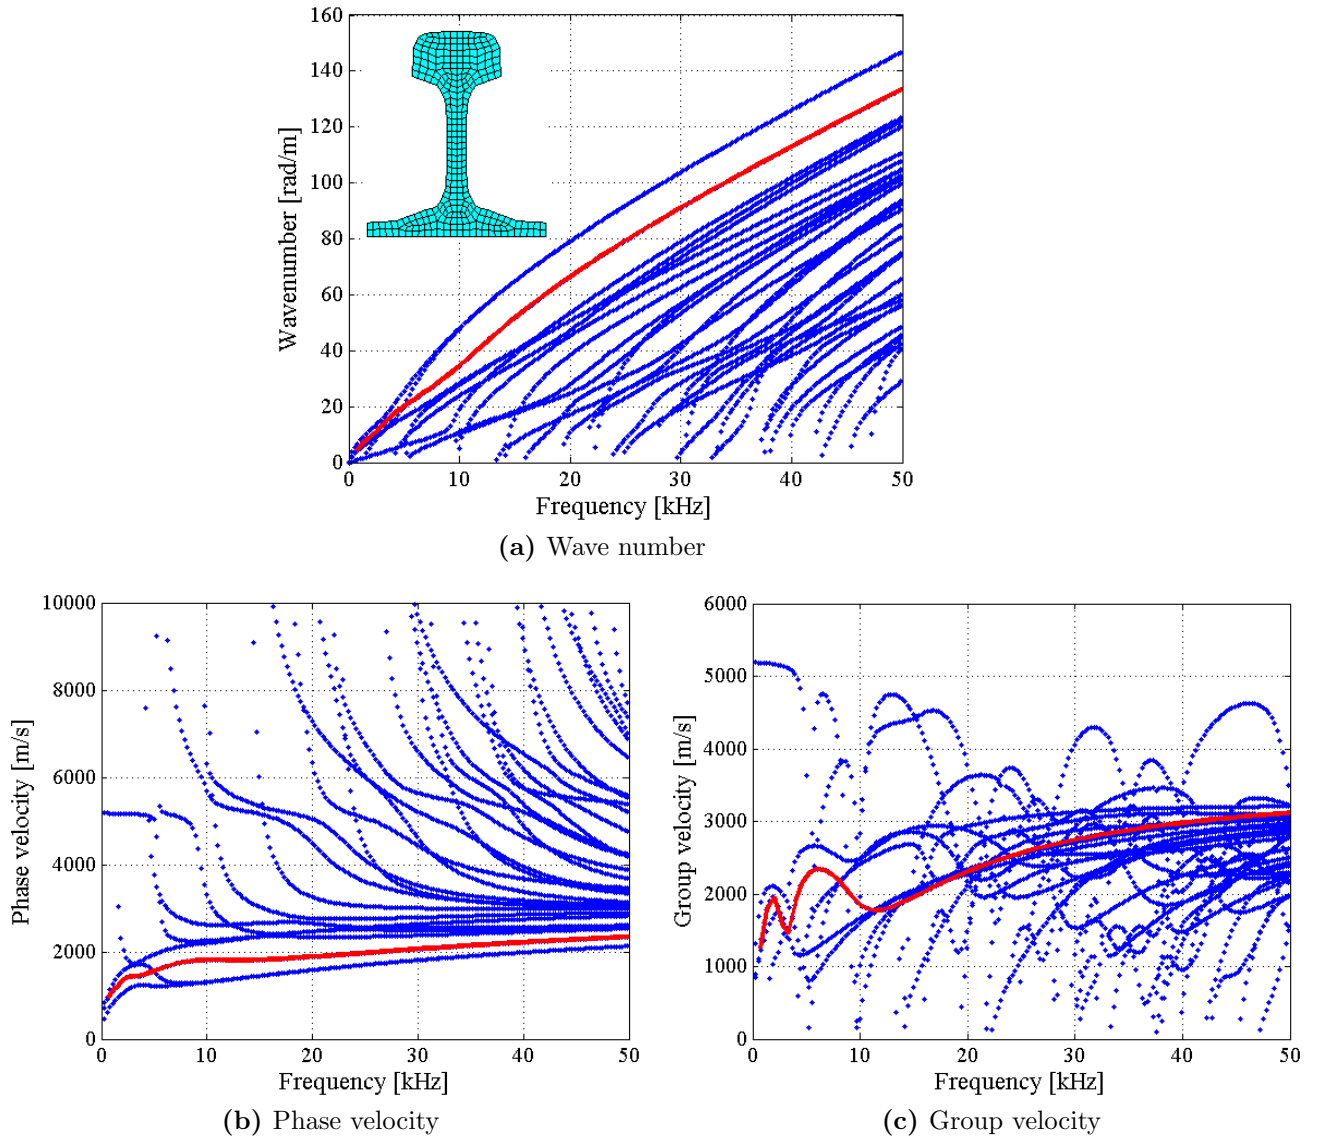 160
140
120
100
80
60
40
20
0
Wavenumber [rad/m]
0 10 20 30 40 50
Frequency [kHz]
(a) Wave number
10000
8000
6000
4000
2000
0
Phase velocity [m/s]
0 10 20 30 40 50
Frequency [kHz]
(b) Phase velocity
6000
5000
4000
3000
2000
1000
0
Group velocity [m/s]
0 10 20 30 40 50
Frequency [kHz]
(c) Group velocity